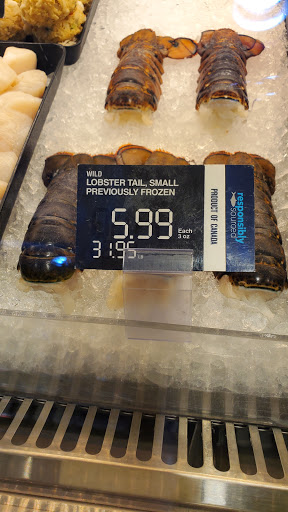 WILD
LOBSTER TAIL, SMALL
PREVIOUSLY FROZEN
5.99 Each
3 oz
31.95
PRODUCT OF CANADA
responsibly
sourced